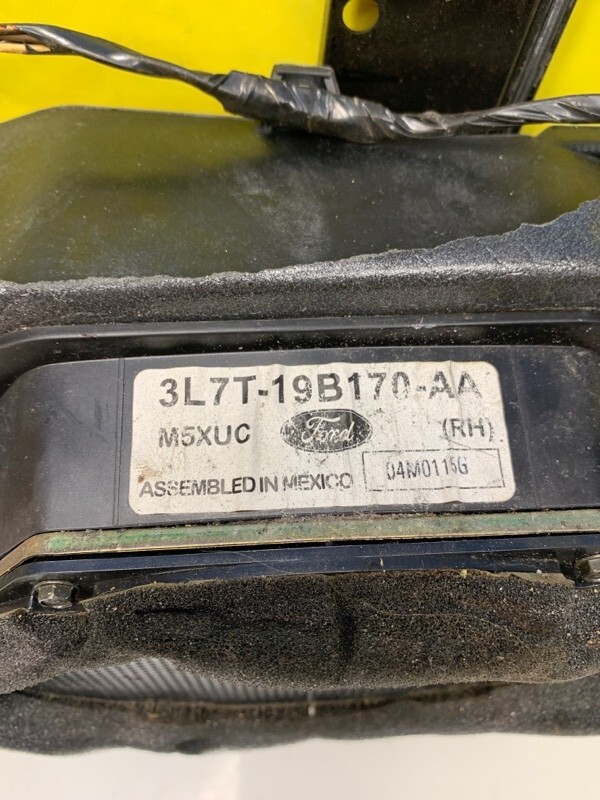 3L7T-19B170-AA
M5XUC Ford (RH)
ASSEMBLED IN MEXICO 04M0116G